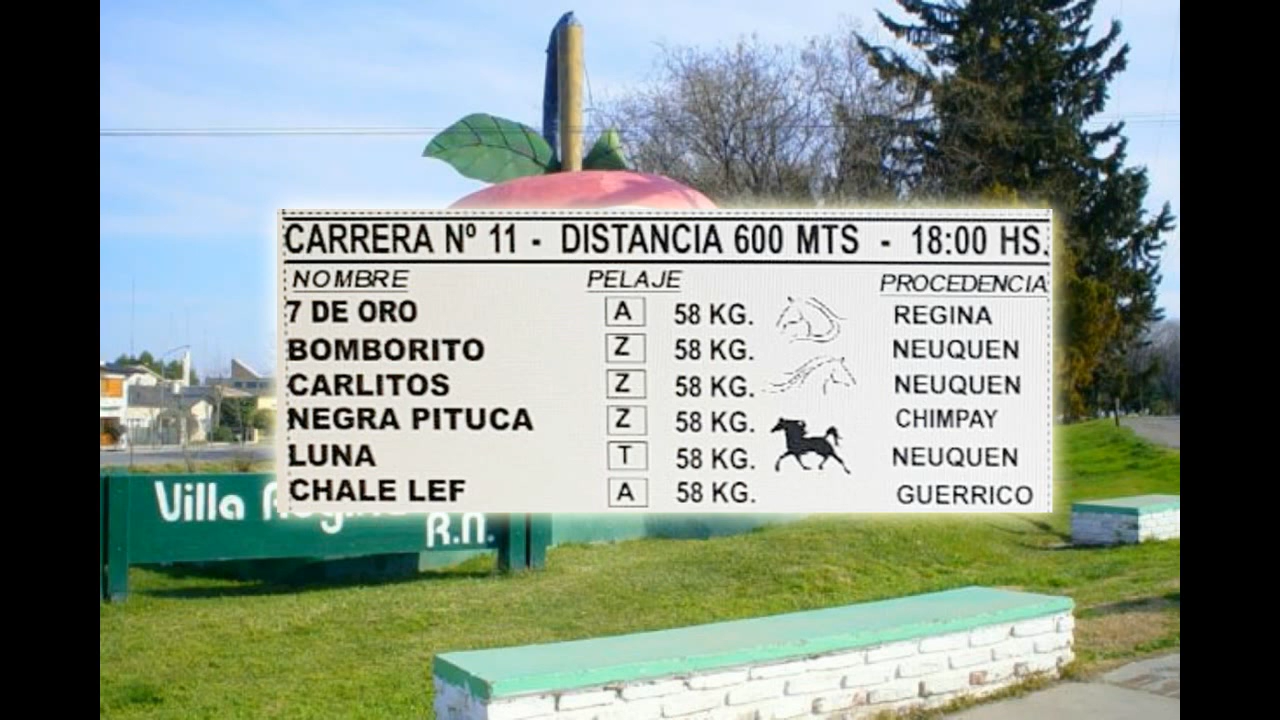 CARRERA Nº 11 - DISTANCIA 600 MTS - 18:00 HS.
NOMBRE PELAJE PROCEDENCIA
7 DE ORO A 58 KG. REGINA
BOMBORITO Z 58 KG. NEUQUEN
CARLITOS Z 58 KG. NEUQUEN
NEGRA PITUCA Z 58 KG. CHIMPAY
LUNA T 58 KG. NEUQUEN
CHALE LEF A 58 KG. GUERRICO
Villa
R.N.